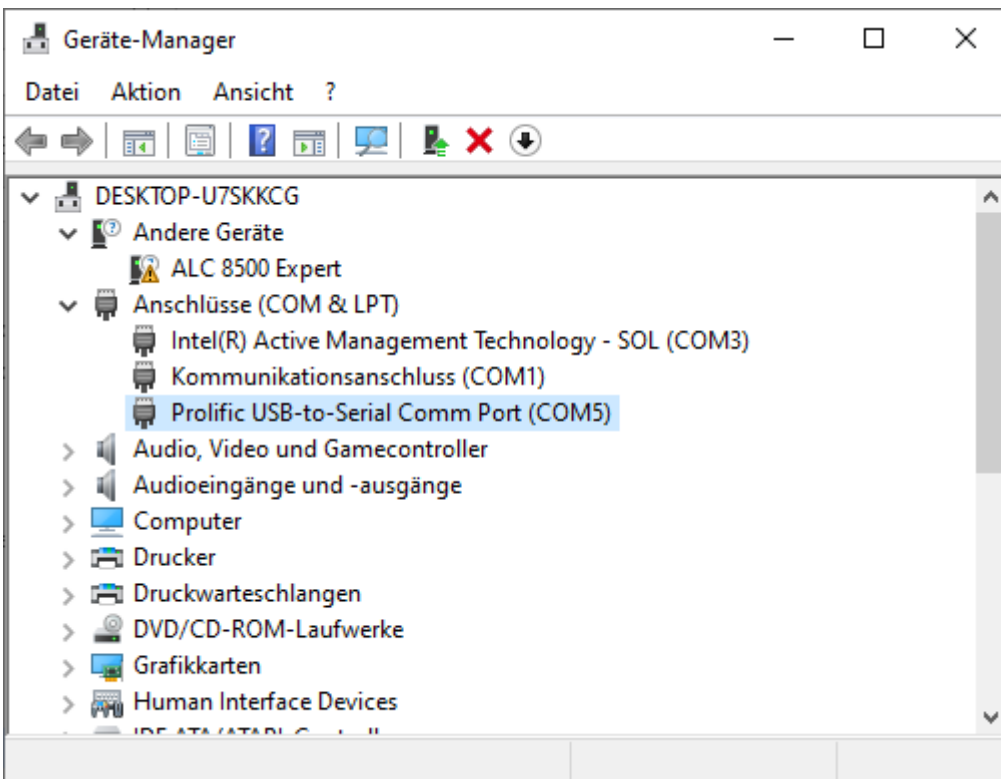 Geräte-Manager
Datei Aktion Ansicht ?
DESKTOP-U7SKKCG
Andere Geräte
ALC 8500 Expert
Anschlüsse (COM & LPT)
Intel(R) Active Management Technology - SOL (COM3)
Kommunikationsanschluss (COM1)
Prolific USB-to-Serial Comm Port (COM5)
Audio, Video und Gamecontroller
Audioeingänge und -ausgänge
Computer
Drucker
Druckwarteschlangen
DVD/CD-ROM-Laufwerke
Grafikkarten
Human Interface Devices